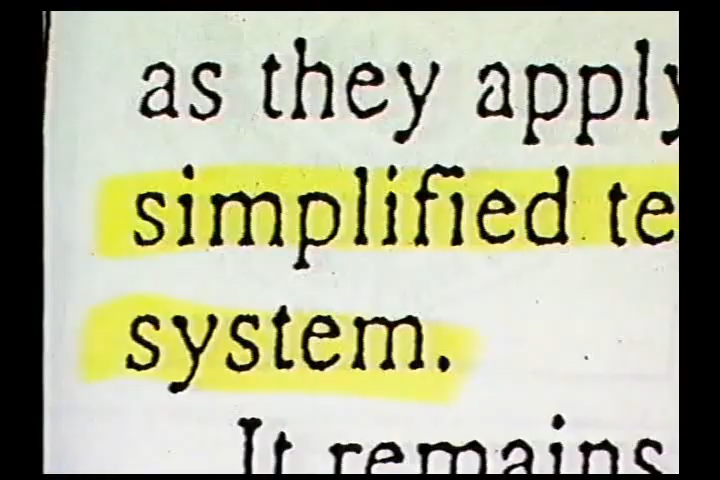 as they apply
simplified te
system.
It remains